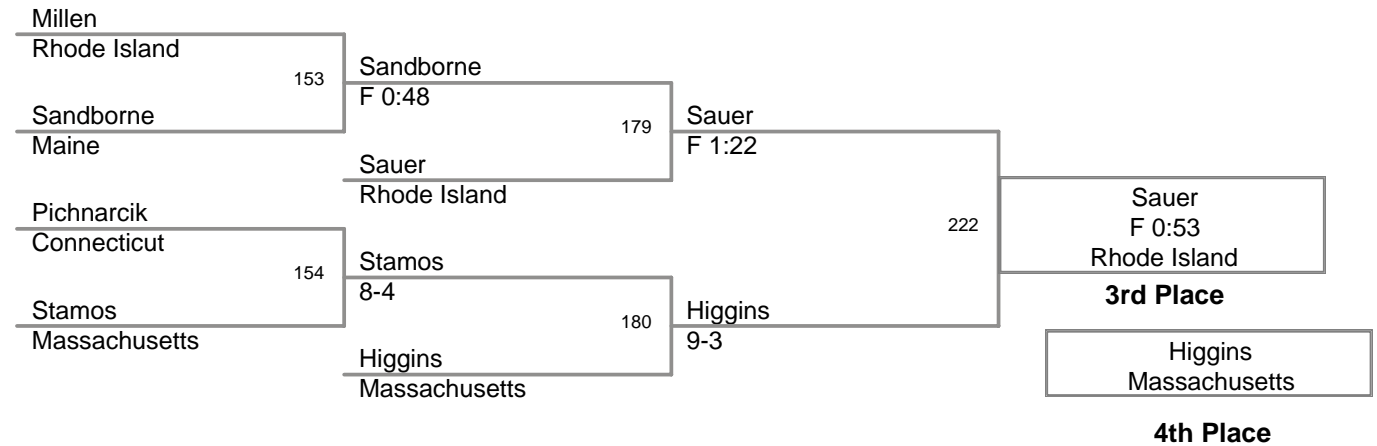 Millen
Rhode Island
153
Sandborne
F 0:48
Sandborne
Maine
179
Sauer
F 1:22
Sauer
Rhode Island
Pichnarcik
Connecticut
154
Stamos
8-4
Stamos
Massachusetts
180
Higgins
9-3
Higgins
Massachusetts
222
Sauer
F 0:53
Rhode Island
3rd Place
Higgins
Massachusetts
4th Place